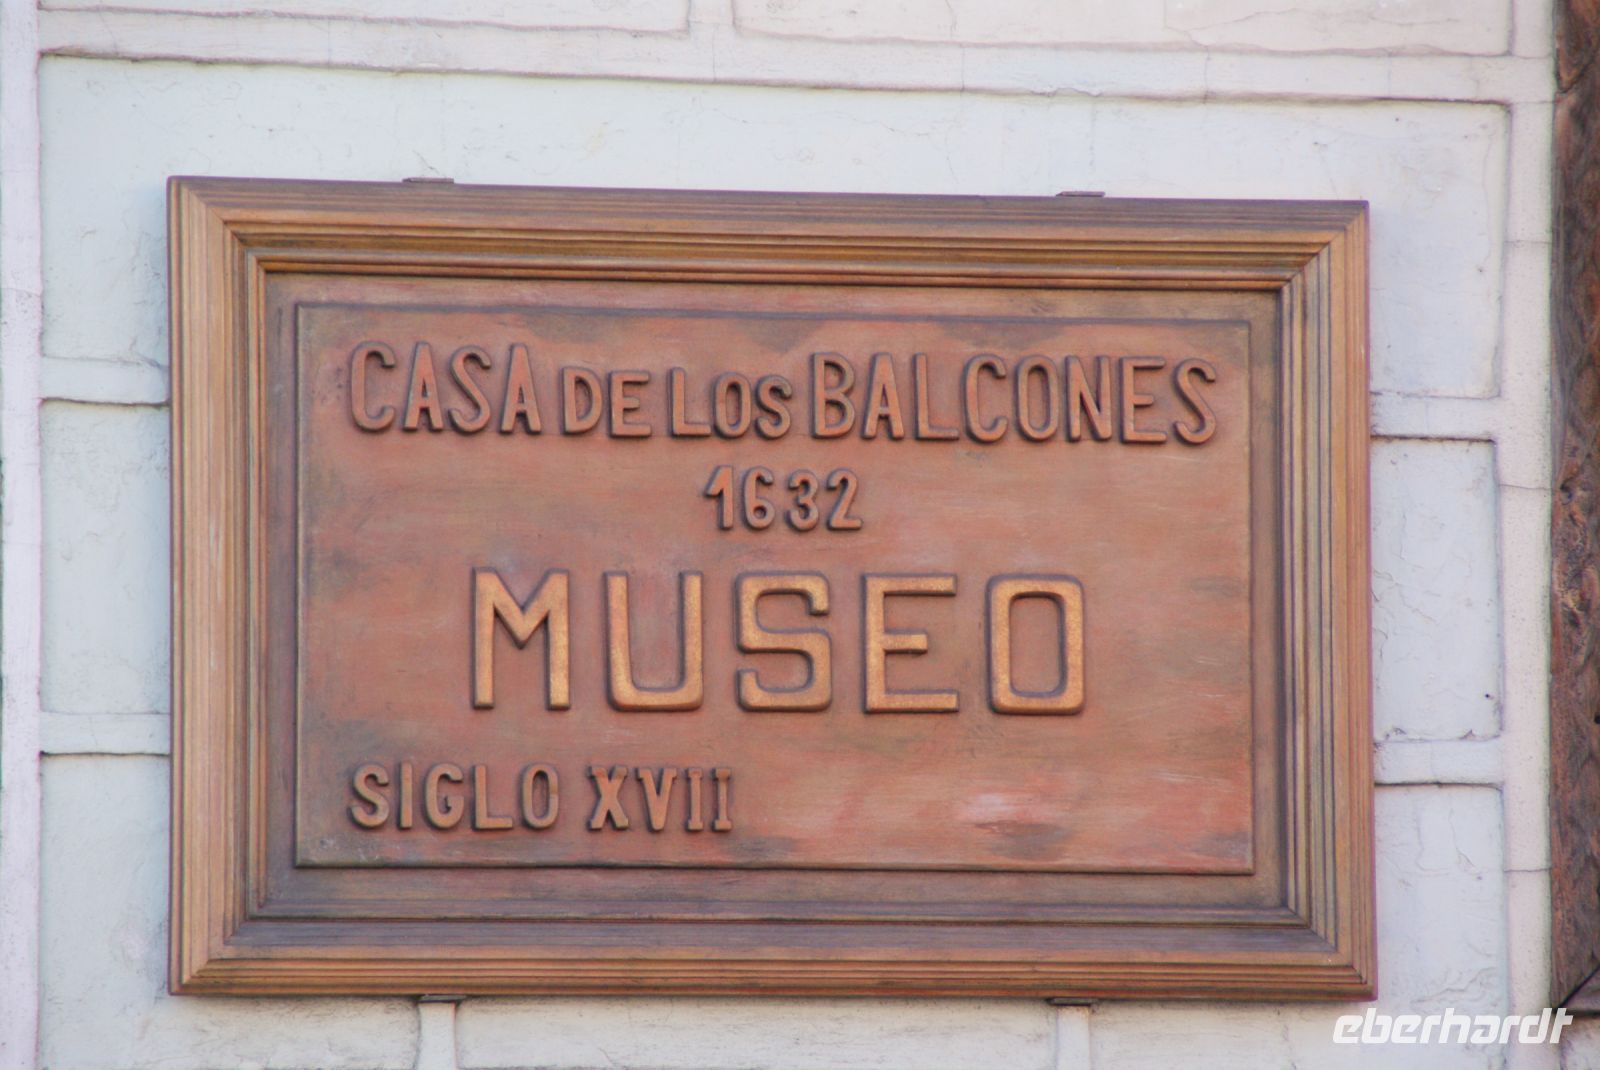 CASA DE LOS BALCONES
1632
MUSEO
SIGLO XVII
eberhardt